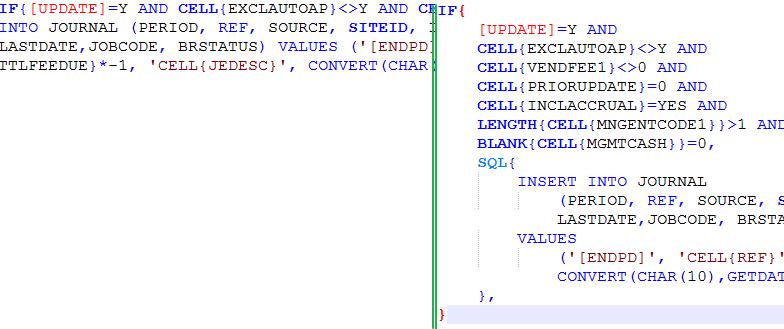 IF{[UPDATE]=Y AND CELL{EXCLAUTOAP}<>Y AND
INTO JOURNAL (PERIOD, REF, SOURCE, SITEID,
LASTDATE,JOBCODE, BRSTATUS) VALUES ('[ENDPD]
TTLFEEDUE}*-1, 'CELL{JEDESC}', CONVERT(CHAR(
IF{
[UPDATE]=Y AND
CELL{EXCLAUTOAP}<>Y AND
CELL{VENDFEE1}<>0 AND
CELL{PRIORUPDATE}=0 AND
CELL{INCLACCRUAL}=YES AND
LENGTH{CELL{MNGENTCODE1}}>1 AND
BLANK{CELL{MGMTCASH}}=0,
SQL{
INSERT INTO JOURNAL
(PERIOD, REF, SOURCE, S
LASTDATE,JOBCODE, BRSTA
VALUES
('[ENDPD]', 'CELL{REF}'
CONVERT(CHAR(10),GETDAT
},
}